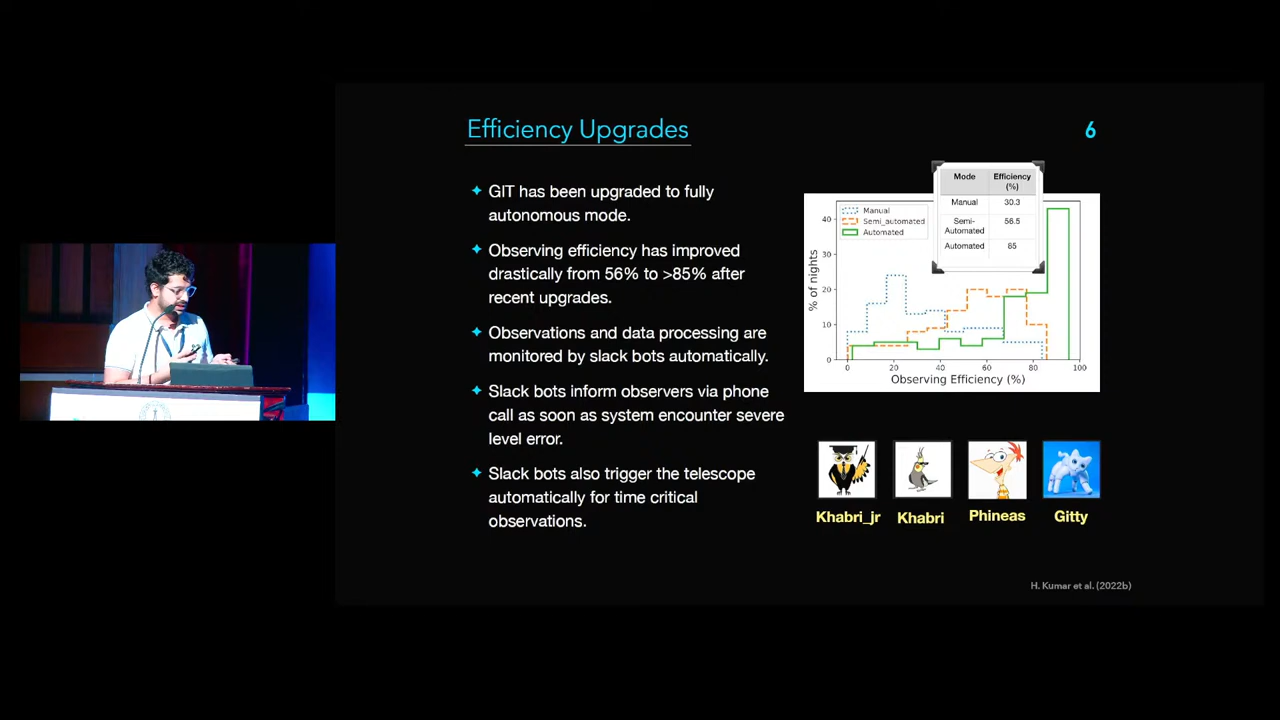 Efficiency Upgrades
6
✦ GIT has been upgraded to fully
autonomous mode.
✦ Observing efficiency has improved
drastically from 56% to >85% after
recent upgrades.
✦ Observations and data processing are
monitored by slack bots automatically.
✦ Slack bots inform observers via phone
call as soon as system encounter severe
level error.
✦ Slack bots also trigger the telescope
automatically for time critical
observations.
Mode Efficiency
(%)
Manual 30.3
Semi-
Automated 56.5
Automated 85
Manual
Semi_automated
Automated
% of nights
40
30
20
10
0
0 20 40 60 80 100
Observing Efficiency (%)
Khabri_jr Khabri Phineas Gitty
H. Kumar et al. (2022b)